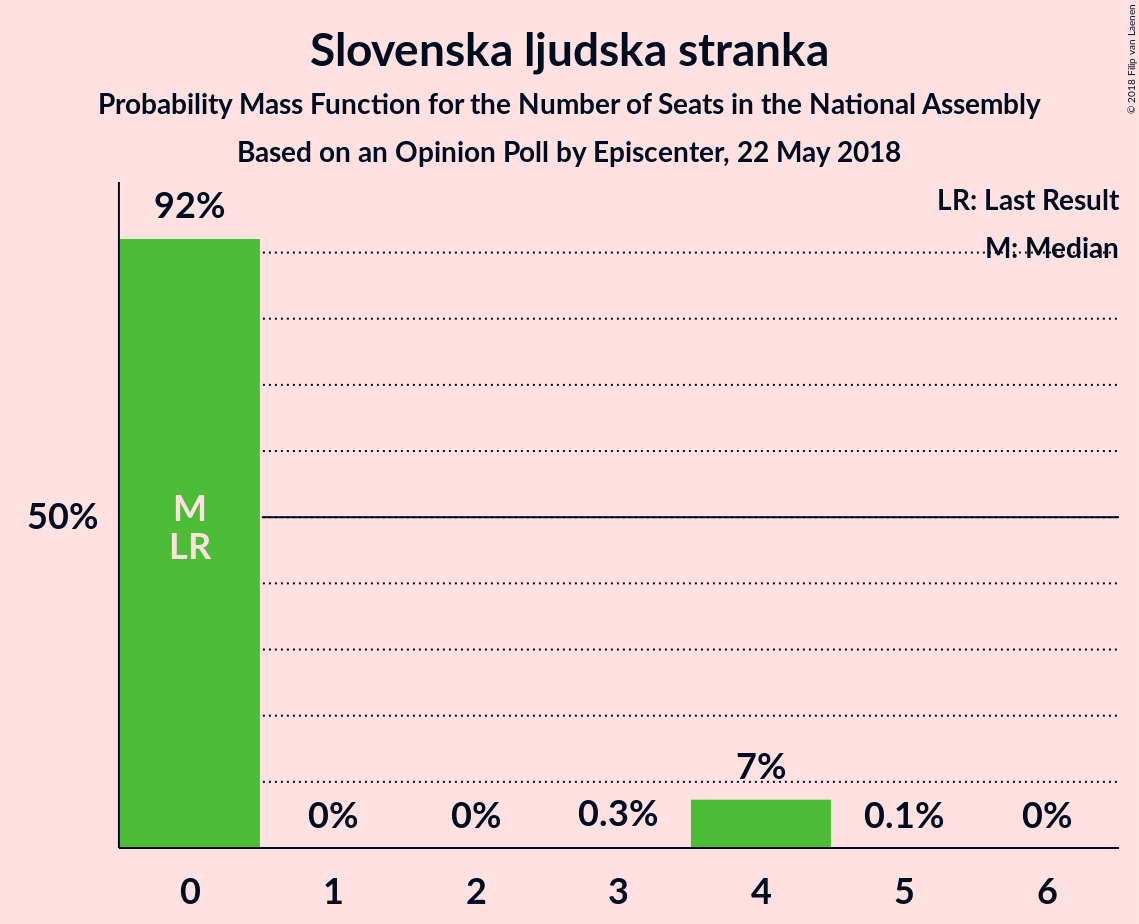 Slovenska ljudska stranka
Probability Mass Function for the Number of Seats in the National Assembly
Based on an Opinion Poll by Episcenter, 22 May 2018
© 2018 Filip van Laenen
LR: Last Result
M: Median
92%
50%
M
LR
0%
0%
0.3%
7%
0.1%
0%
0
1
2
3
4
5
6